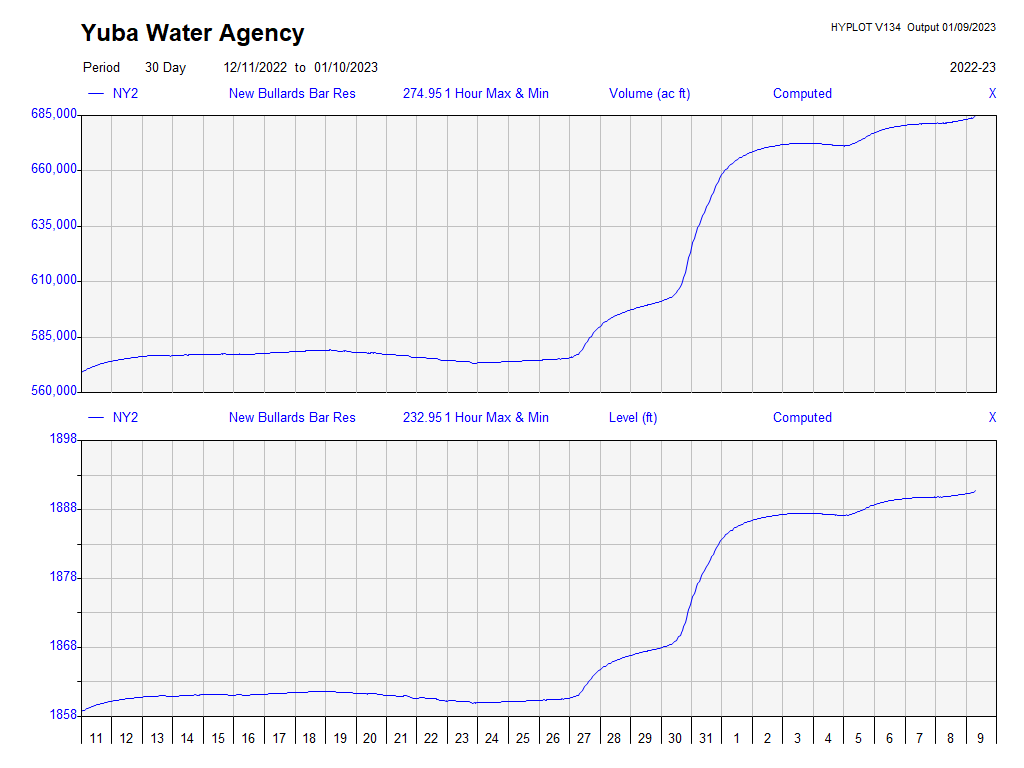 Yuba Water Agency
HYPLOT V134 Output 01/09/2023
Period 30 Day 12/11/2022 to 01/10/2023 2022-23
NY2 New Bullards Bar Res 274.95 1 Hour Max & Min Volume (ac ft) Computed X
685,000
660,000
635,000
610,000
585,000
560,000
NY2 New Bullards Bar Res 232.95 1 Hour Max & Min Level (ft) Computed X
1898
1888
1878
1868
1858
11 12 13 14 15 16 17 18 19 20 21 22 23 24 25 26 27 28 29 30 31 1 2 3 4 5 6 7 8 9